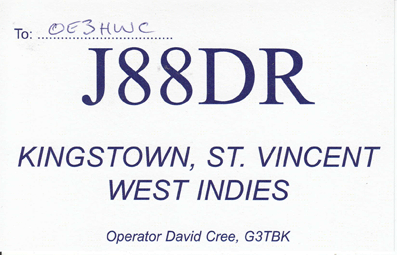 To: OE3HWC
J88DR
KINGSTOWN, ST. VINCENT
WEST INDIES
Operator David Cree, G3TBK